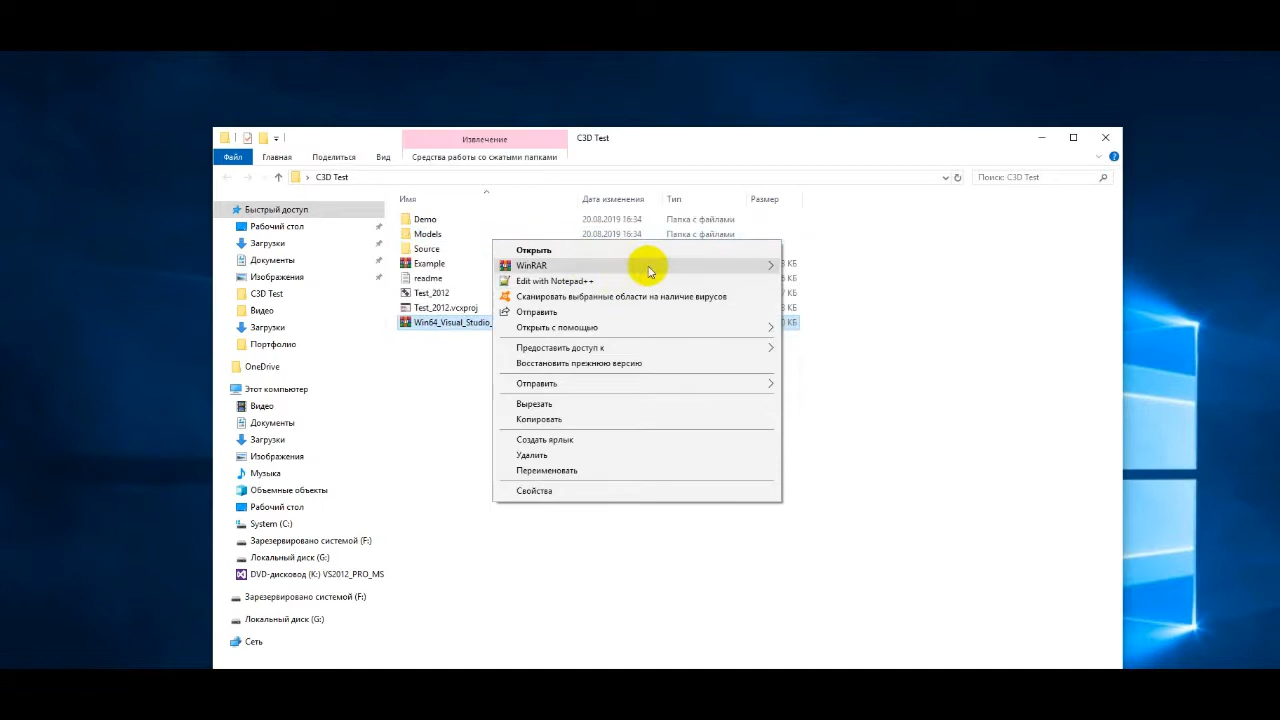 Извлечение
C3D Test
Файл
Главная
Поделиться
Вид
Средства работы со сжатыми папками
C3D Test
Поиск: C3D Test
Имя
Дата изменения
Тип
Размер
Быстрый доступ
Рабочий стол
Загрузки
Документы
Изображения
C3D Test
Видео
Загрузки
Портфолио
OneDrive
Этот компьютер
Видео
Документы
Загрузки
Изображения
Музыка
Объемные объекты
Рабочий стол
System (C:)
Зарезервировано системой (F:)
Локальный диск (G:)
DVD-дисковод (K:) VS2012_PRO_MS
Зарезервировано системой (F:)
Локальный диск (G:)
Сеть
Demo 20.08.2019 16:34 Папка с файлами
Models 20.08.2019 16:34 Папка с файлами
Source
Example
readme
Test_2012
Test_2012.vcxproj
Win64_Visual_Studio_
КБ
КБ
КБ
КБ
КБ
Открыть
WinRAR
Edit with Notepad++
Сканировать выбранные области на наличие вирусов
Отправить
Открыть с помощью
Предоставить доступ к
Восстановить прежнюю версию
Отправить
Вырезать
Копировать
Создать ярлык
Удалить
Переименовать
Свойства